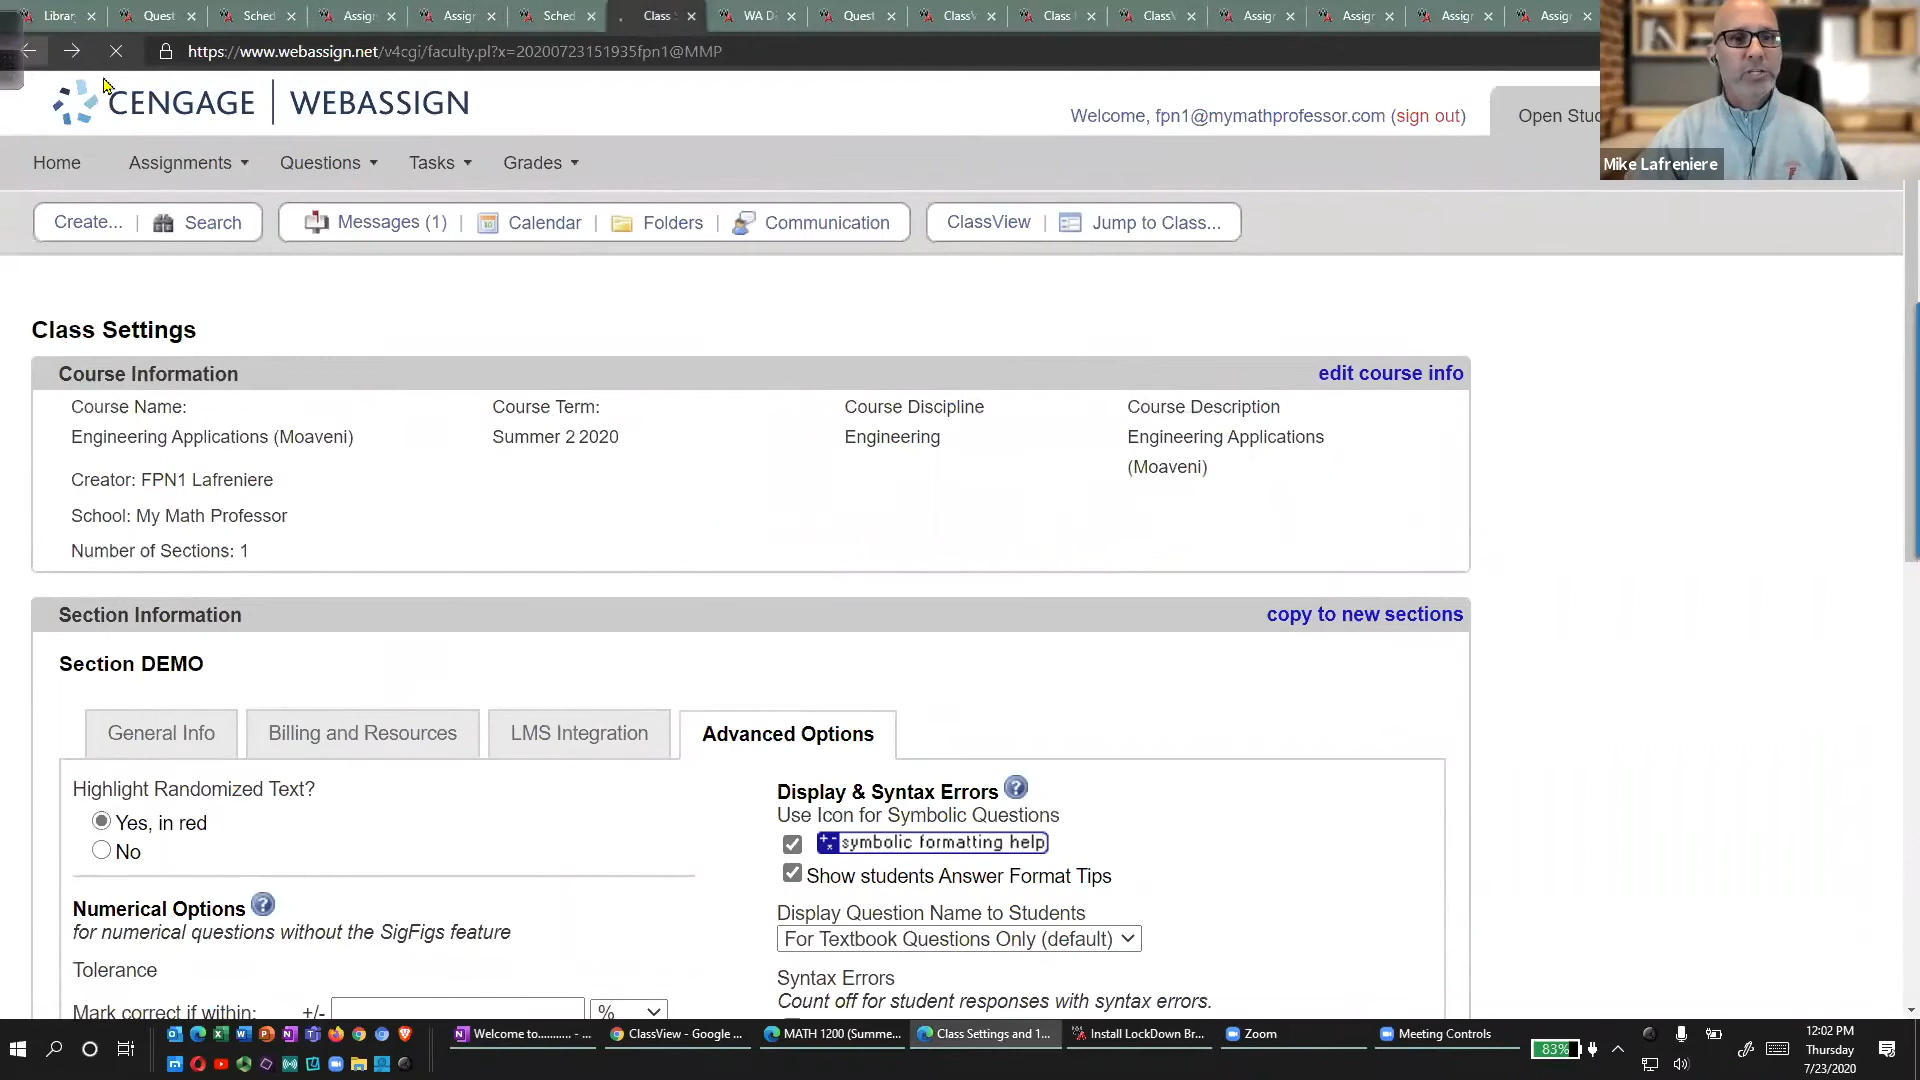 Librar
Quest
Sched
Assigr
Assigr
Sched
Class S
WA D
Quest
ClassV
Class
ClassV
Assigr
Assigr
Assigr
Assigr
https://www.webassign.net/v4cgi/faculty.pl?x=20200723151935fpn1@MMP
CENGAGE | WEBASSIGN
Welcome, fpn1@mymathprofessor.com (sign out)
Open Stu
Mike Lafreniere
Home Assignments Questions Tasks Grades
Create... | Search Messages (1) | Calendar | Folders | Communication ClassView | Jump to Class...
Class Settings
Course Information edit course info
Course Name: Course Term: Course Discipline Course Description
Engineering Applications (Moaveni) Summer 2 2020 Engineering Engineering Applications
(Moaveni)
Creator: FPN1 Lafreniere
School: My Math Professor
Number of Sections: 1
Section Information copy to new sections
Section DEMO
General Info Billing and Resources LMS Integration Advanced Options
Highlight Randomized Text?
Yes, in red
No
Numerical Options
for numerical questions without the SigFigs feature
Tolerance
Mark correct if within: +/- %
Display & Syntax Errors
Use Icon for Symbolic Questions
symbolic formatting help
Show students Answer Format Tips
Display Question Name to Students
For Textbook Questions Only (default)
Syntax Errors
Count off for student responses with syntax errors.
Welcome to.......... - ...
ClassView - Google ...
MATH 1200 (Summe...
Class Settings and 1...
Install LockDown Br...
Zoom
Meeting Controls
83%
12:02 PM
Thursday
7/23/2020